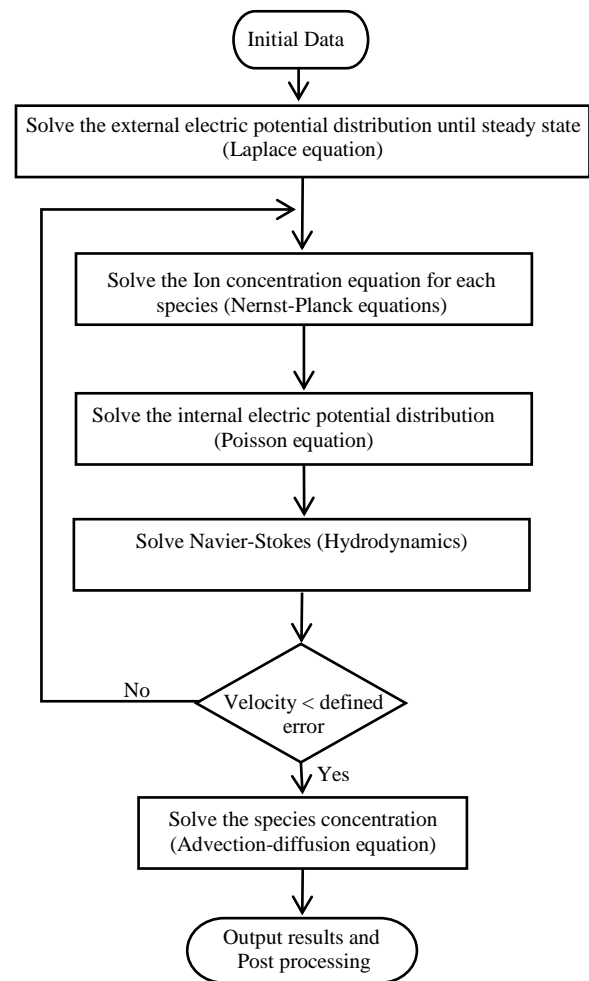 Initial Data
Solve the external electric potential distribution until steady state
(Laplace equation)
Solve the Ion concentration equation for each
species (Nernst-Planck equations)
Solve the internal electric potential distribution
(Poisson equation)
Solve Navier-Stokes (Hydrodynamics)
No
Velocity < defined
error
Yes
Solve the species concentration
(Advection-diffusion equation)
Output results and
Post processing